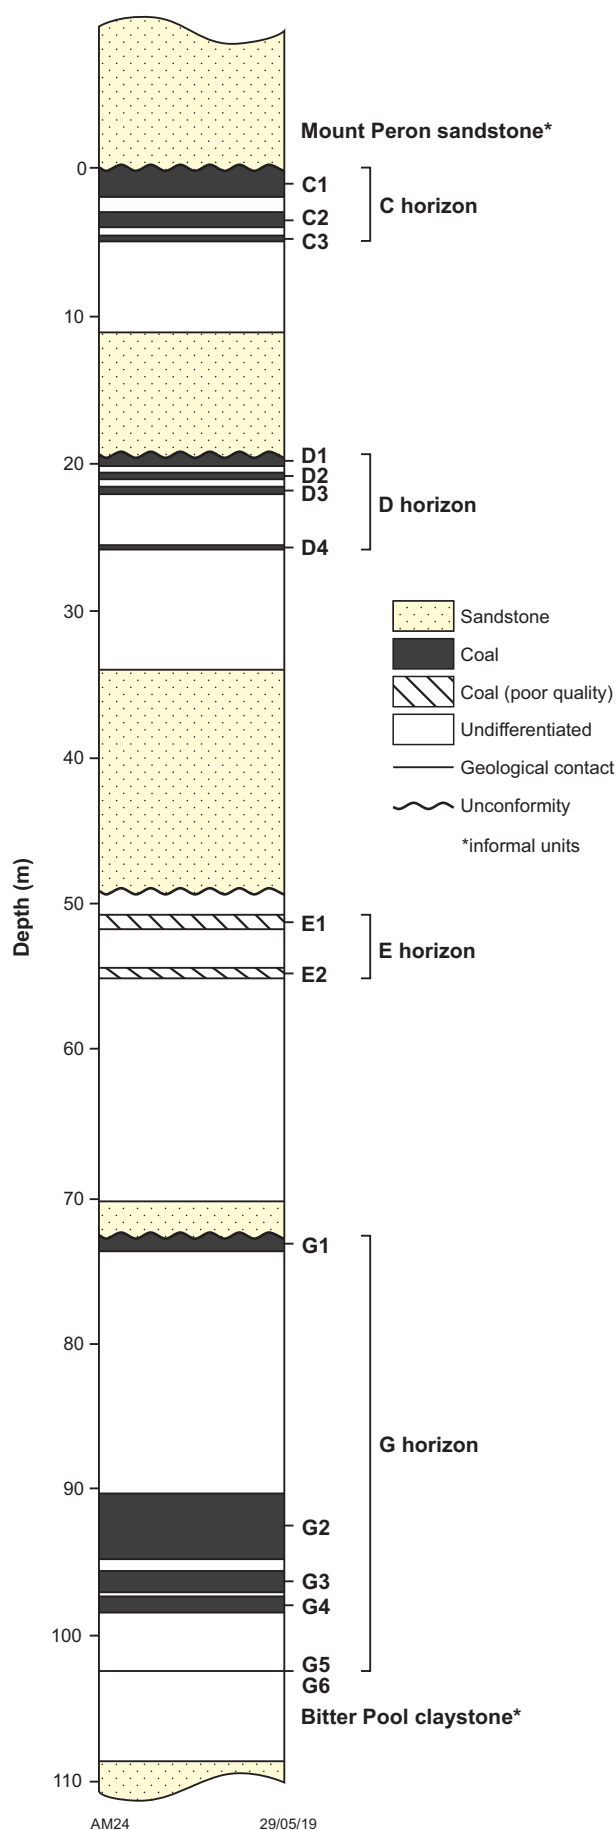 Mount Peron sandstone*
0
C1
C2
C horizon
C3
10
D1
20
D2
D3
D horizon
D4
30
Sandstone
Coal
Coal (poor quality)
Undifferentiated
40
Geological contact
Unconformity
*informal units
Depth (m)
50
E1
E horizon
E2
60
70
G1
80
G horizon
90
G2
G3
G4
100
G5
G6
Bitter Pool claystone*
110
AM24 29/05/19